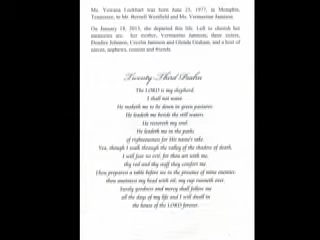 Ms. Yowana Lockhart was born June 23, 1977, in Memphis,
Tennessee, to Mr. Bernell Westfield and Ms. Vermastine Jamison.
On January 18, 2015, she departed this life. Left to cherish her
memories are: her mother, Vermastine Jamison; three sisters,
Deadire Johnson, Cecelia Jamison and Glenda Graham; and a host of
nieces, nephews, cousins and friends.
Twenty-Third Psalm
The LORD is my shepherd;
I shall not want
He maketh me to lie down in green pastures
He leadeth me beside the still waters
He restoreth my soul:
He leadeth me in the paths
of righteousness for His name's sake.
Yea, though I walk through the valley of the shadow of death,
I will fear no evil: for thou art with me;
thy rod and thy staff they comfort me
Thou preparest a table before me in the presence of mine enemies:
thou anointest my head with oil; my cup runneth over.
Surely goodness and mercy shall follow me
all the days of my life and I will dwell in
the house of the LORD forever.